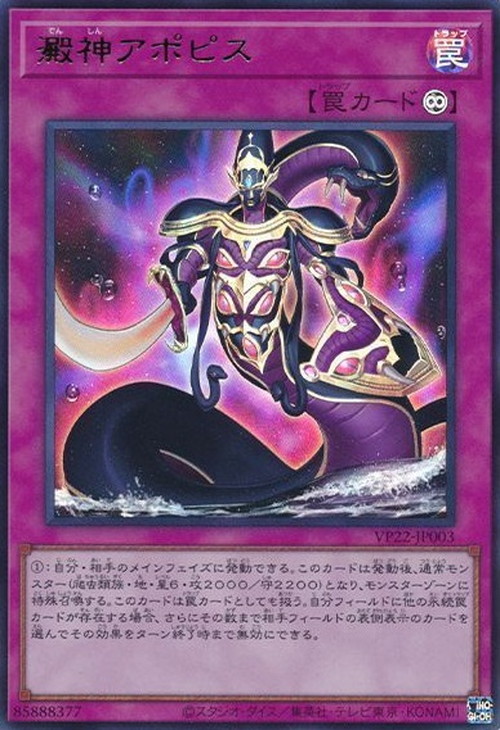 澱神アポピス
でん しん
トラップ
罠
【罠カード】
トラップ
VP22-JP003
①：自分・相手のメインフェイズに発動できる。このカードは発動後、通常モン
スター(爬虫類族・地・星6・攻2000／守2200)となり、モンスターゾーンに
特殊召喚する。このカードは罠カードとしても扱う。自分フィールドに他の永続罠
カードが存在する場合、さらにその数まで相手フィールドの表側表示のカードを
選んでその効果をターン終了時まで無効にできる。
85888377
©スタジオ・ダイス／集英社・テレビ東京・KONAMI